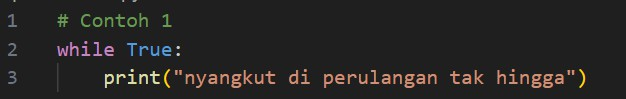 1 # Contoh 1
2 while True:
3 print("nyangkut di perulangan tak hingga")